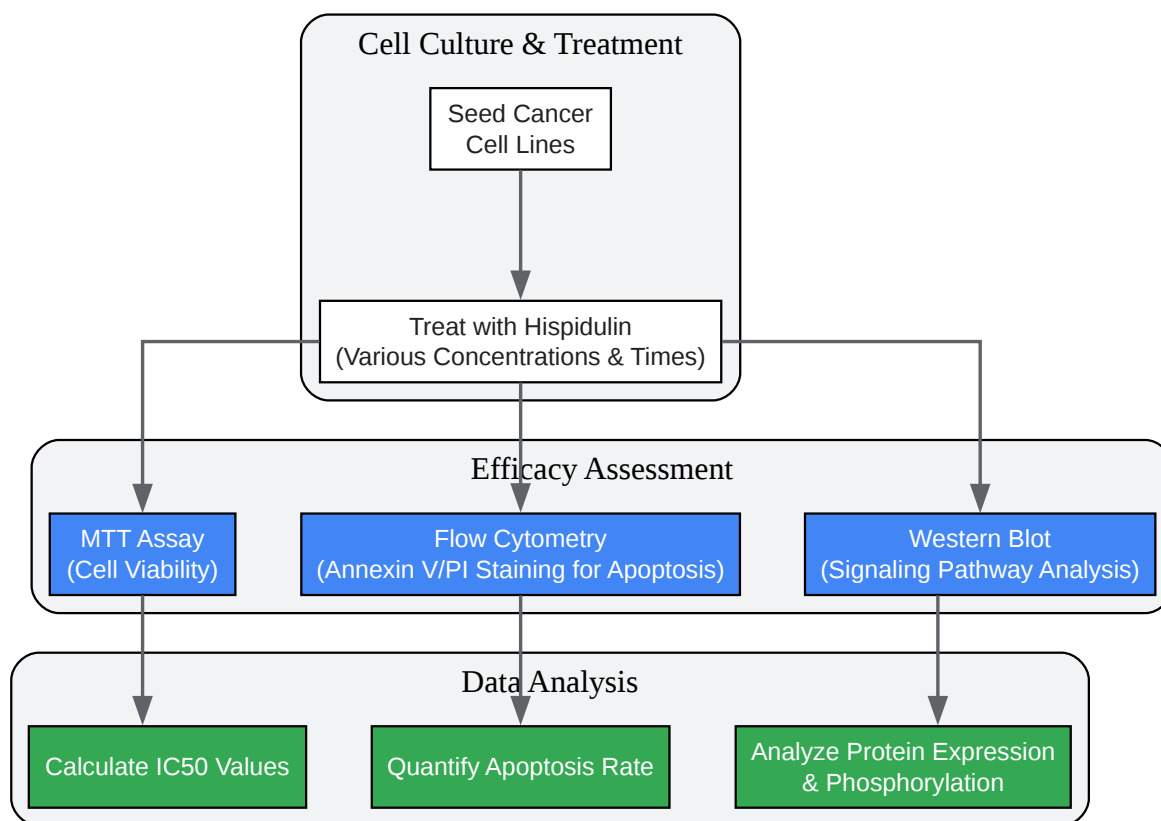 Cell Culture & Treatment
Seed Cancer
Cell Lines
Treat with Hispidulin
(Various Concentrations & Times)
Efficacy Assessment
MTT Assay
(Cell Viability)
Flow Cytometry
(Annexin V/PI Staining for Apoptosis)
Western Blot
(Signaling Pathway Analysis)
Data Analysis
Calculate IC50 Values
Quantify Apoptosis Rate
Analyze Protein Expression
& Phosphorylation